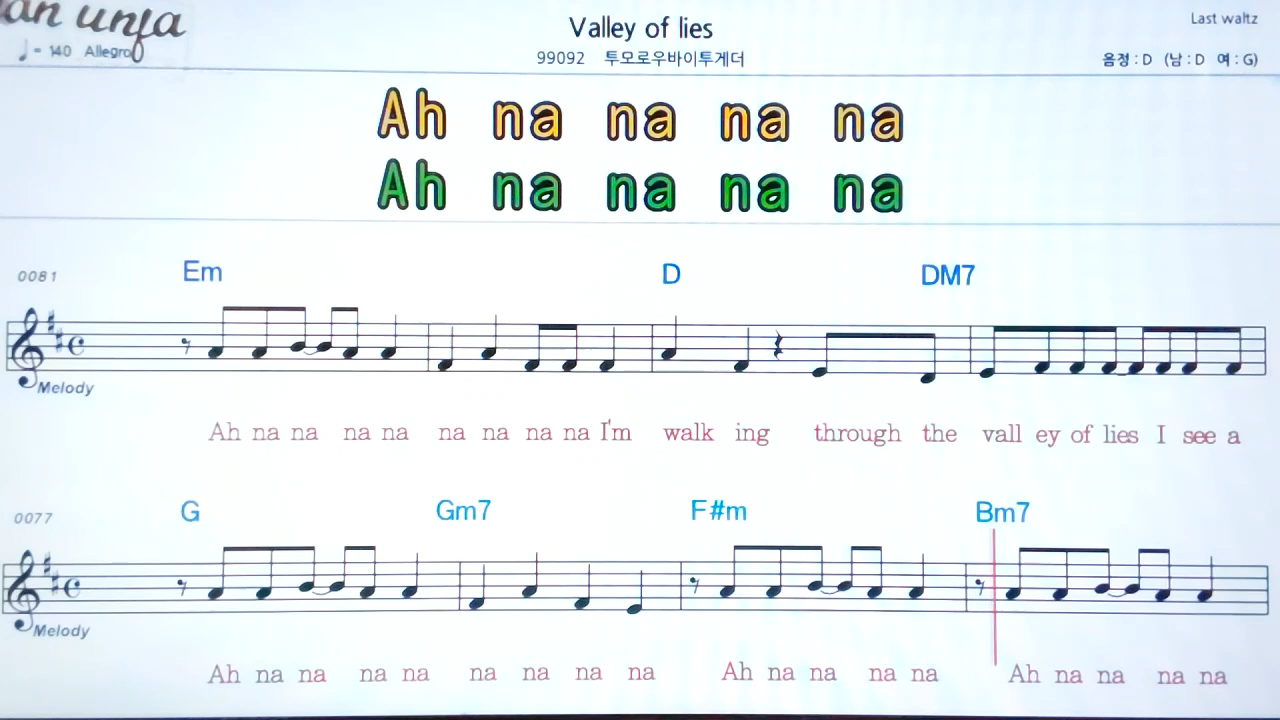 Valley of lies
Last waltz
♩= 140 Allegro
99092 투모로우바이투게더
음정 : D (남 : D 여 : G)
Ah na na na na
Ah na na na na
0081 Em D DM7
Melody
Ah na na na na na na na na I'm walk ing through the vall ey of lies I see a
0077 G Gm7 F#m Bm7
Melody
Ah na na na na na na na na Ah na na na na Ah na na na na